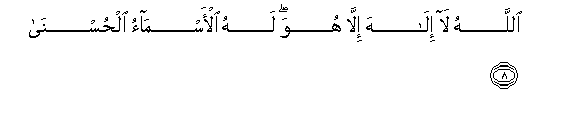 ٱللَّهُ لَآ إِلَـٰهَ إِلَّا هُوَ ۖ لَهُ ٱلْأَسْمَآءُ ٱلْحُسْنَىٰ
٨